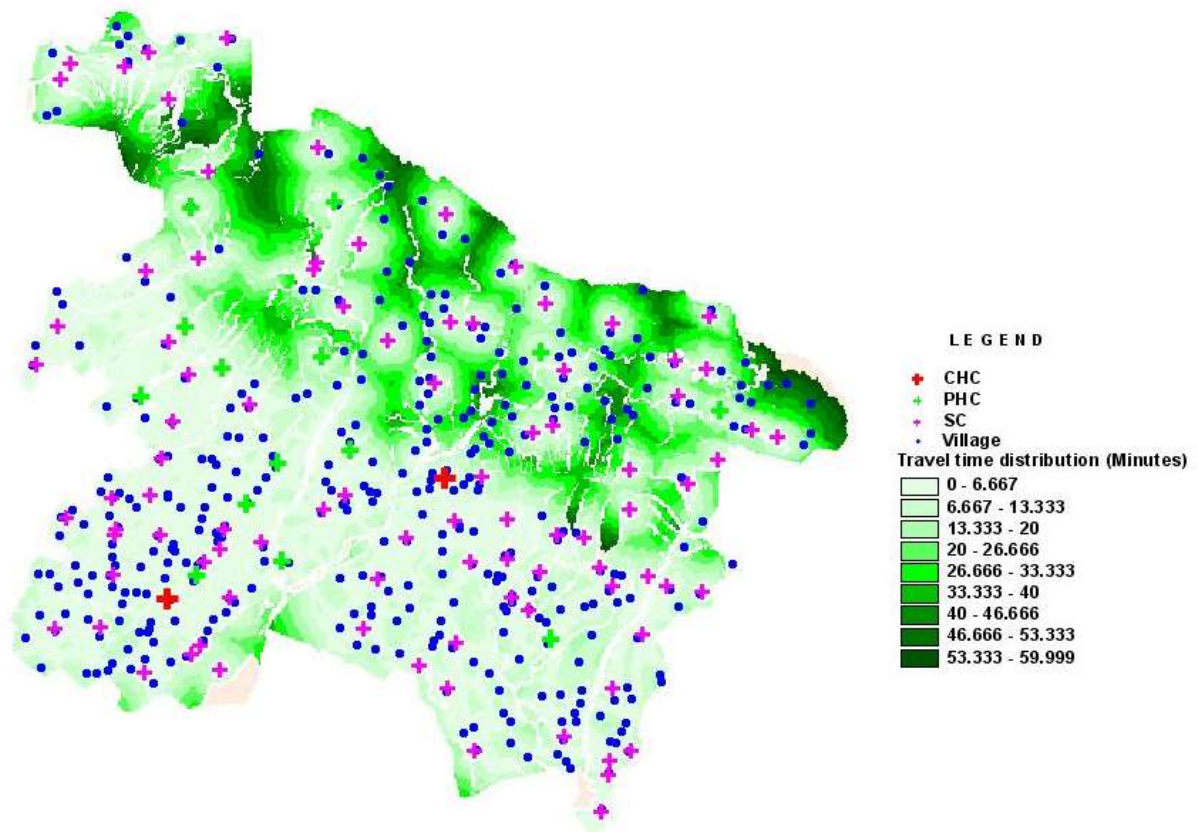 LEGEND
CHC
PHC
SC
Village
Travel time distribution (Minutes)
0 - 6.667
6.667 - 13.333
13.333 - 20
20 - 26.666
26.666 - 33.333
33.333 - 40
40 - 46.666
46.666 - 53.333
53.333 - 59.999